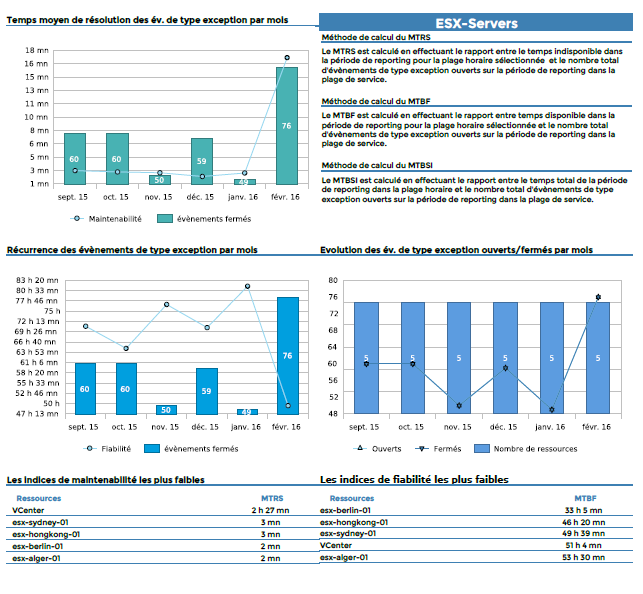 Temps moyen de résolution des év. de type exception par mois
18 mn
16 mn
15 mn
13 mn
11 mn
10 mn
8 mn
6 mn
5 mn
3 mn
1 mn
60
60
50
59
49
76
sept. 15 oct. 15 nov. 15 déc. 15 janv. 16 févr. 16
Maintenabilité évènements fermés
ESX-Servers
Méthode de calcul du MTRS
Le MTRS est calculé en effectuant le rapport entre le temps indisponible dans
la période de reporting pour la plage horaire sélectionnée et le nombre total
d'évènements de type exception ouverts sur la période de reporting dans la
plage de service.
Méthode de calcul du MTBF
Le MTBF est calculé en effectuant le rapport entre temps disponible dans la
période de reporting pour la plage horaire sélectionnée et le nombre total
d'évènements de type exception ouverts sur la période de reporting dans la
plage de service.
Méthode de calcul du MTBSI
Le MTBSI est calculé en effectuant le rapport entre le temps total de la période
de reporting dans la plage horaire et le nombre total d'événements de type
exception ouverts sur la période de reporting dans la plage de service.
Récurrence des évènements de type exception par mois
83 h 20 mn
80 h 33 mn
77 h 46 mn
75 h
72 h 13 mn
69 h 26 mn
66 h 40 mn
63 h 53 mn
61 h 6 mn
58 h 20 mn
55 h 33 mn
52 h 46 mn
50 h
47 h 13 mn
60
60
50
59
49
76
sept. 15 oct. 15 nov. 15 déc. 15 janv. 16 févr. 16
Fiabilité évènements fermés
Evolution des év. de type exception ouverts/fermés par mois
80
76
72
68
64
60
56
52
48
5 5 5 5 5 5
sept. 15 oct. 15 nov. 15 déc. 15 janv. 16 févr. 16
Ouverts Fermés Nombre de ressources
Les indices de maintenabilité les plus faibles
Ressources MTRS
VCenter 2 h 27 mn
esx-sydney-01 3 mn
esx-hongkong-01 3 mn
esx-berlin-01 2 mn
esx-alger-01 2 mn
Les indices de fiabilité les plus faibles
Ressources MTBF
esx-berlin-01 33 h 5 mn
esx-hongkong-01 46 h 20 mn
esx-sydney-01 49 h 39 mn
VCenter 51 h 4 mn
esx-alger-01 53 h 30 mn